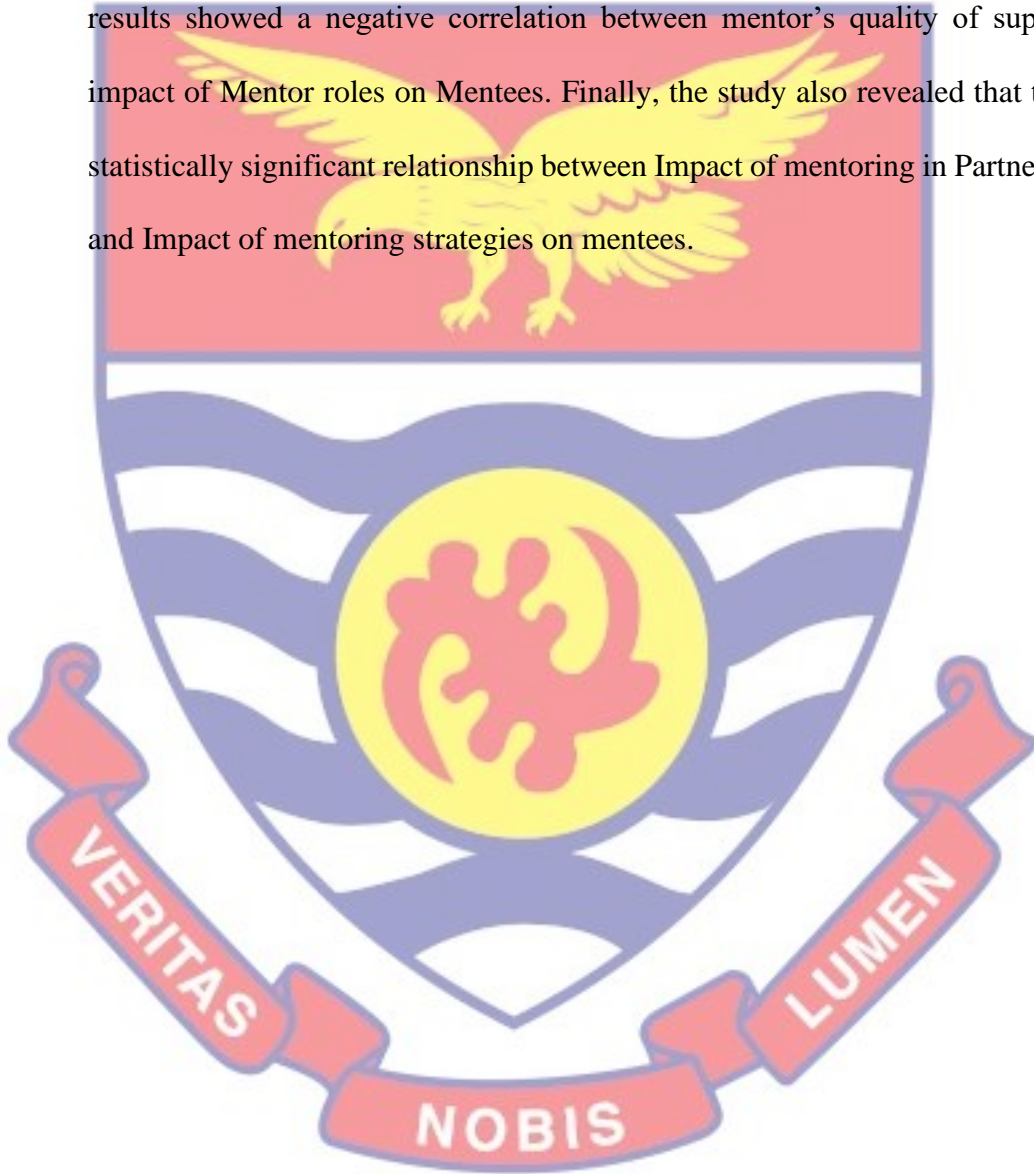 results showed a negative correlation between mentor's quality of sup
impact of Mentor roles on Mentees. Finally, the study also revealed that t
statistically significant relationship between Impact of mentoring in Partne
and Impact of mentoring strategies on mentees.
VERITAS
NOBIS
LUMEN